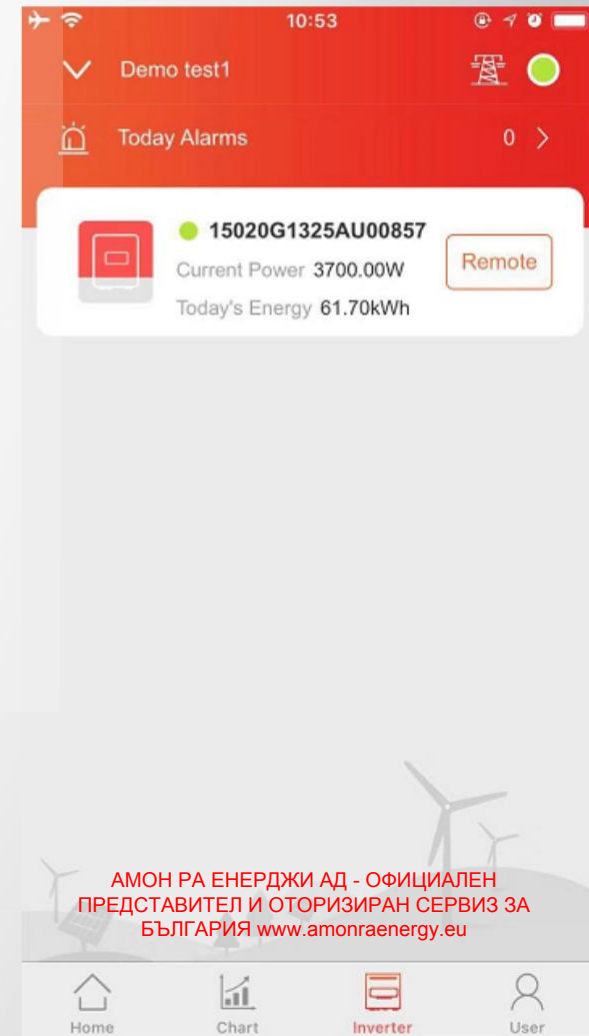 10:53
Demo test1
Today Alarms 0
15020G1325AU00857
Current Power 3700.00W
Remote
Today's Energy 61.70kWh
АМОН РА ЕНЕРДЖИ АД - ОФИЦИАЛЕН
ПРЕДСТАВИТЕЛ И ОТОРИЗИРАН СЕРВИЗ ЗА
БЪЛГАРИЯ www.amonraenergy.eu
Home Chart Inverter User